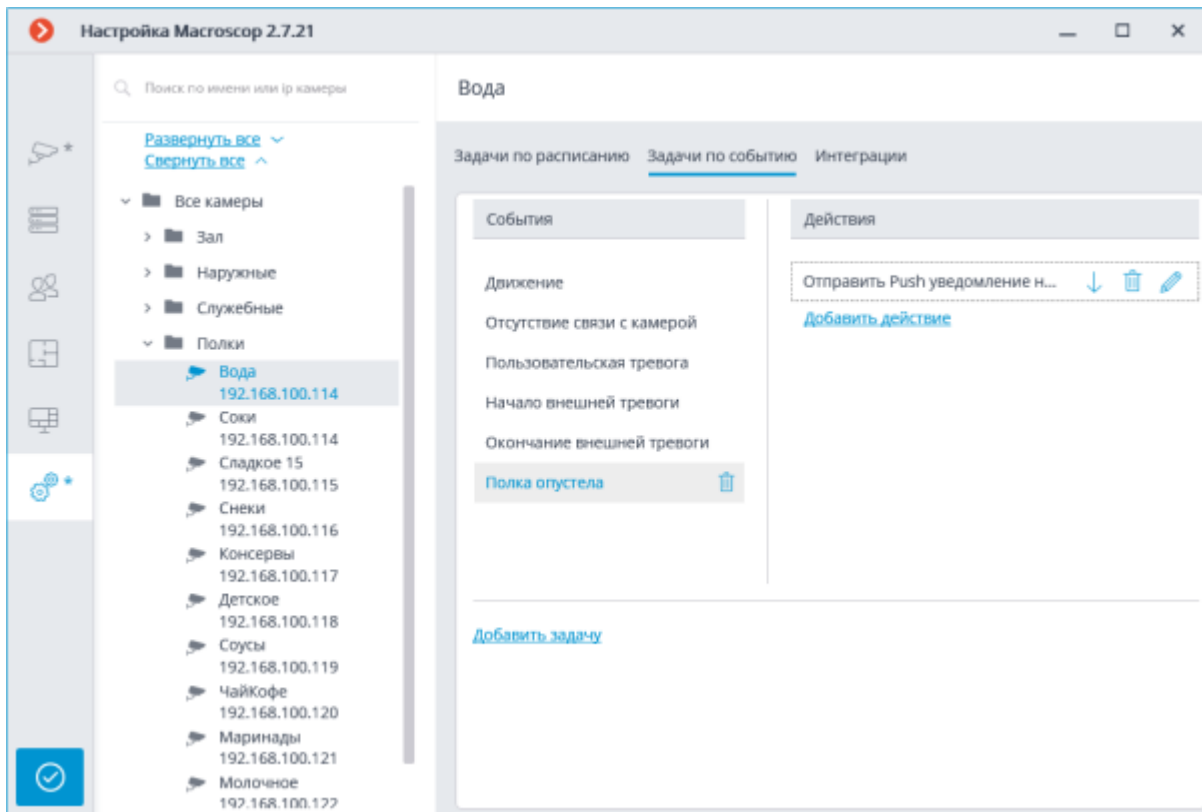 Настройка Macroscop 2.7.21
Поиск по имени или ip камеры
Развернуть все
Свернуть все
Все камеры
Зал
Наружные
Служебные
Полки
Вода
192.168.100.114
Соки
192.168.100.114
Сладкое 15
192.168.100.115
Снеки
192.168.100.116
Консервы
192.168.100.117
Детское
192.168.100.118
Соусы
192.168.100.119
ЧайКофе
192.168.100.120
Маринады
192.168.100.121
Молочное
192.168.100.122
Вода
Задачи по расписанию Задачи по событию Интеграции
События
Движение
Отсутствие связи с камерой
Пользовательская тревога
Начало внешней тревоги
Окончание внешней тревоги
Полка опустела
Действия
Отправить Push уведомление н...
Добавить действие
Добавить задачу